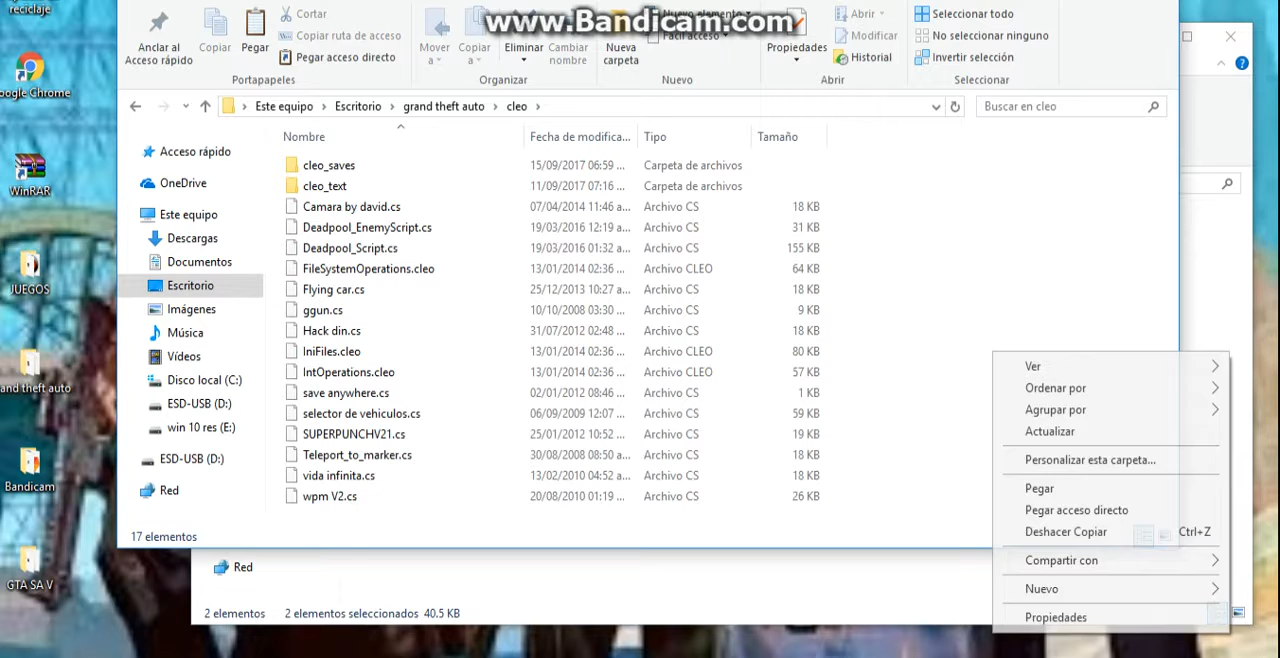 reciclaje
oogle Chrome
WinRAR
JUEGOS
and theft auto
Bandicam
GTA SA V
www.Bandicam.com
Anclar al
Acceso rápido
Copiar
Pegar
Cortar
Copiar ruta de acceso
Pegar acceso directo
Portapapeles
Mover
a
Copiar
a
Eliminar
Cambiar
nombre
Organizar
Nueva
carpeta
Nuevo elemento
Fácil acceso
Nuevo
Propiedades
Abrir
Modificar
Historial
Abrir
Seleccionar todo
No seleccionar ninguno
Invertir selección
Seleccionar
Este equipo > Escritorio > grand theft auto > cleo >
Buscar en cleo
Acceso rápido
OneDrive
Este equipo
Descargas
Documentos
Escritorio
Imágenes
Música
Vídeos
Disco local (C:)
ESD-USB (D:)
win 10 res (E:)
ESD-USB (D:)
Red
Nombre Fecha de modifica... Tipo Tamaño
cleo_saves 15/09/2017 06:59 ... Carpeta de archivos
cleo_text 11/09/2017 07:16 ... Carpeta de archivos
Camara by david.cs 07/04/2014 11:46 a... Archivo CS 18 KB
Deadpool_EnemyScript.cs 19/03/2016 12:19 a... Archivo CS 31 KB
Deadpool_Script.cs 19/03/2016 01:32 a... Archivo CS 155 KB
FileSystemOperations.cleo 13/01/2014 02:36 ... Archivo CLEO 64 KB
Flying car.cs 25/12/2013 10:27 a... Archivo CS 18 KB
ggun.cs 10/10/2008 03:30 ... Archivo CS 9 KB
Hack din.cs 31/07/2012 02:48 ... Archivo CS 18 KB
IniFiles.cleo 13/01/2014 02:36 ... Archivo CLEO 80 KB
IntOperations.cleo 13/01/2014 02:36 ... Archivo CLEO 57 KB
save anywhere.cs 02/01/2012 08:46 ... Archivo CS 1 KB
selector de vehiculos.cs 06/09/2009 12:07 ... Archivo CS 59 KB
SUPERPUNCHV21.cs 25/01/2012 10:52 ... Archivo CS 19 KB
Teleport_to_marker.cs 30/08/2008 08:50 a... Archivo CS 18 KB
vida infinita.cs 13/02/2010 04:52 a... Archivo CS 18 KB
wpm V2.cs 20/08/2010 01:19 ... Archivo CS 26 KB
17 elementos
Ver
Ordenar por
Agrupar por
Actualizar
Personalizar esta carpeta...
Pegar
Pegar acceso directo
Deshacer Copiar Ctrl+Z
Compartir con
Nuevo
Propiedades
Red
2 elementos 2 elementos seleccionados 40.5 KB